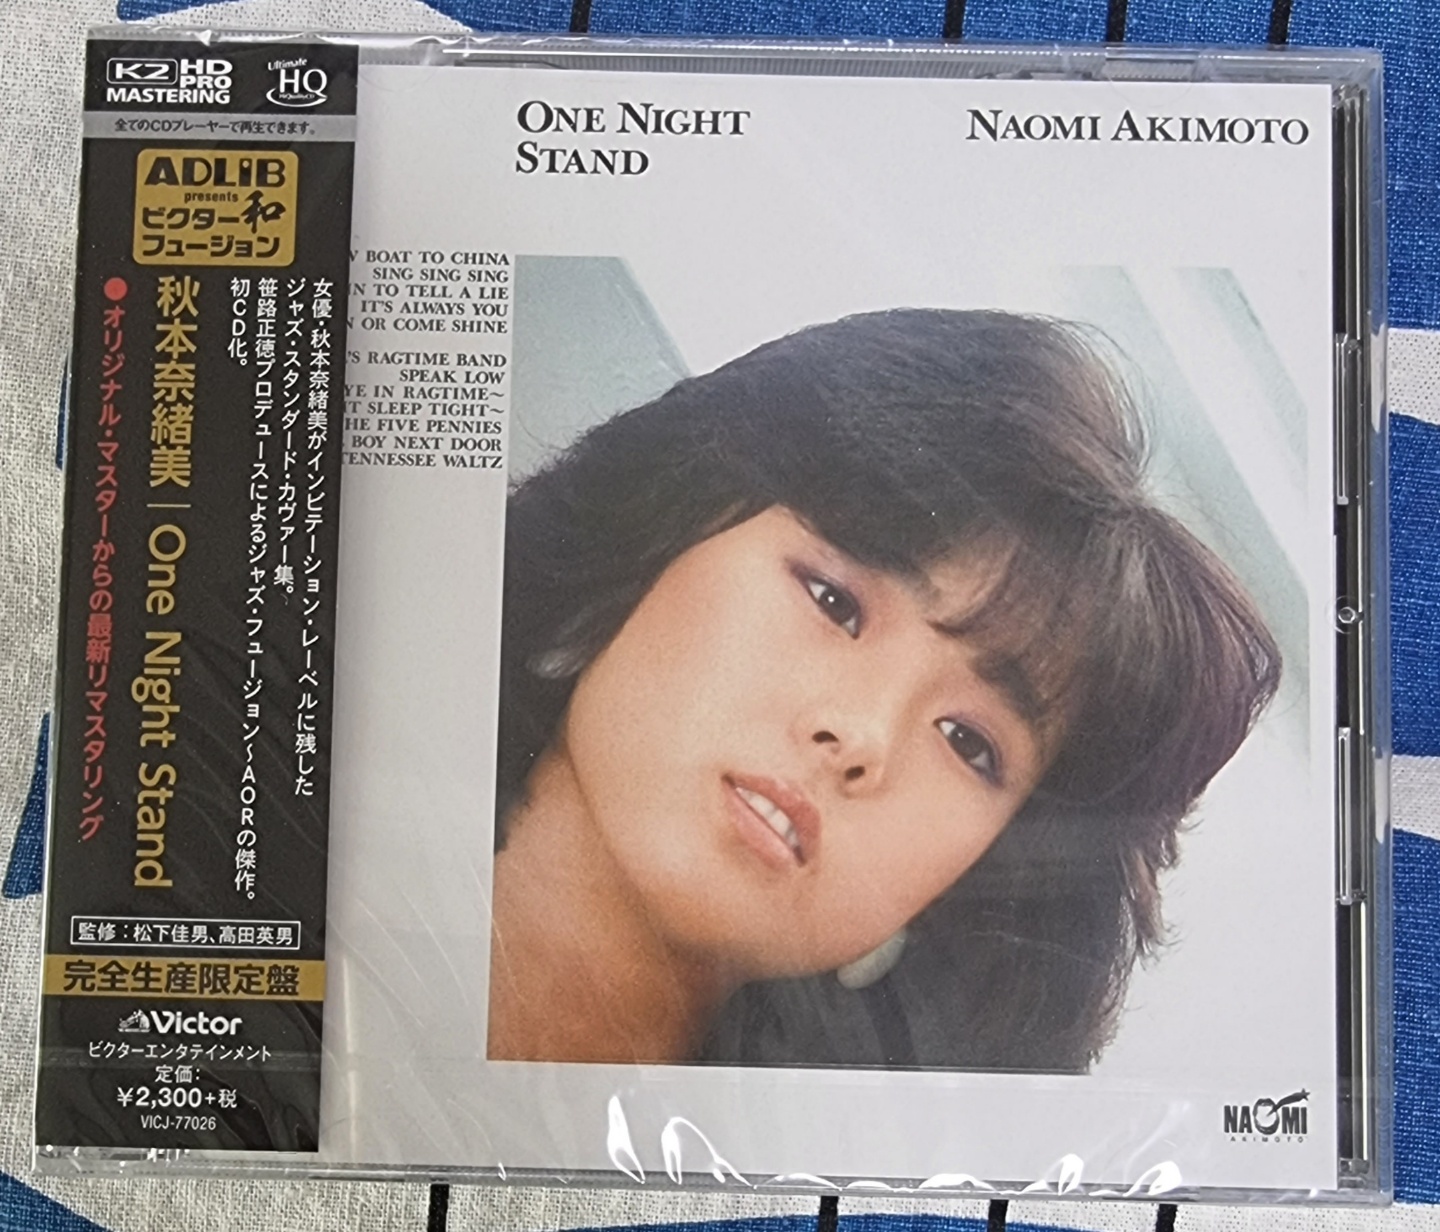 K2 HD
PRO
MASTERING
Ultimate
HQ
HiQualityCD
全てのCDプレーヤーで再生できます。
ADLiB
presents
ビクター和
フュージョン
女優・秋本奈緒美がインビテーション・レーベルに残した
ジャズ・スタンダード・カヴァー集。
笹路正徳プロデュースによるジャズ・フュージョン～AORの傑作。
初CD化。
秋本奈緒美｜One Night Stand
●オリジナル・マスターからの最新リマスタリング
監修：松下佳男、高田英男
完全生産限定盤
Victor
ビクターエンタテインメント
定価：
¥2,300+税
VICJ-77026
ONE NIGHT
STAND
NAOMI AKIMOTO
BOAT TO CHINA
SING SING SING
TO TELL A LIE
IT'S ALWAYS YOU
OR COME SHINE
'S RAGTIME BAND
SPEAK LOW
IN RAGTIME～
SLEEP TIGHT～
THE FIVE PENNIES
BOY NEXT DOOR
TENNESSEE WALTZ
NAOMI
AKIMOTO